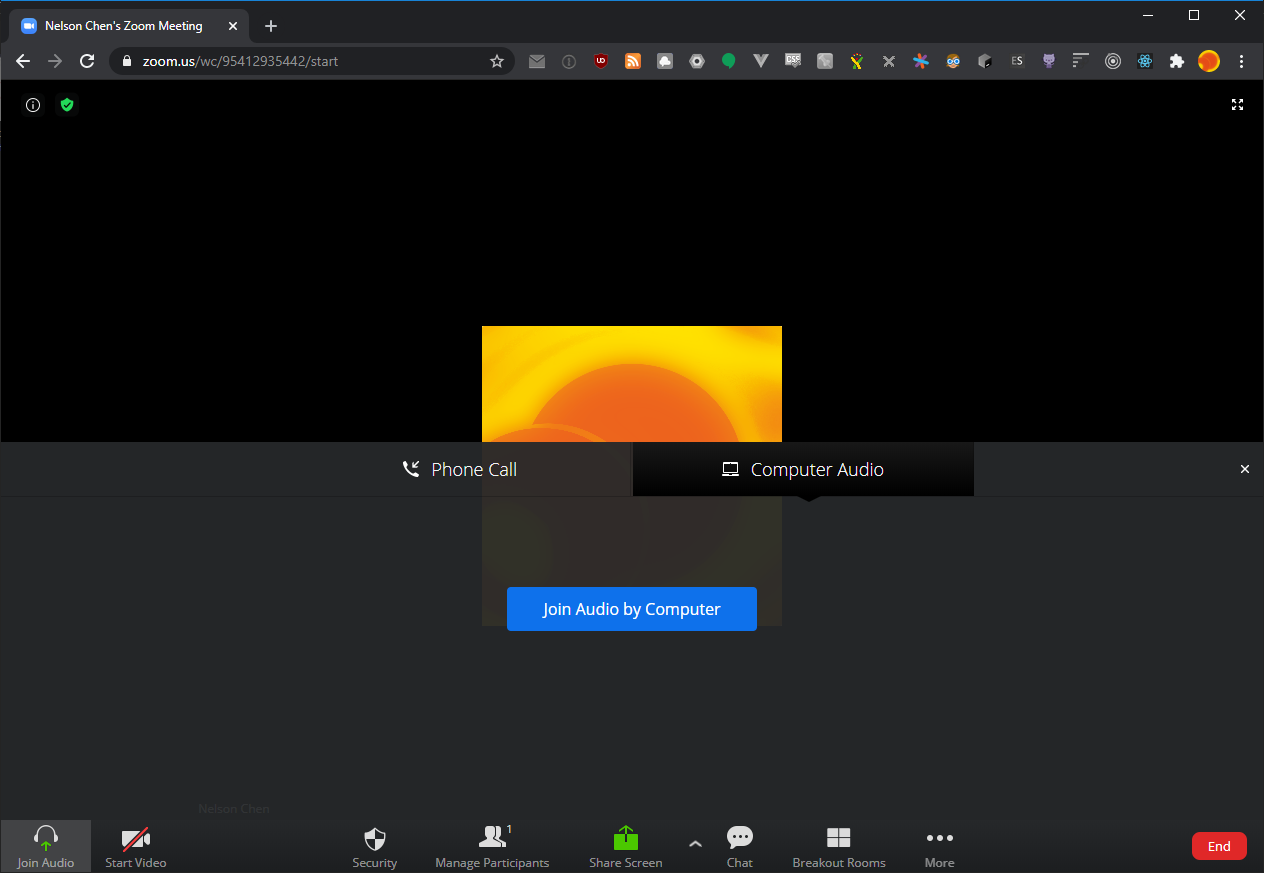 Nelson Chen's Zoom Meeting
zoom.us/wc/95412935442/start
UO
CSF
ES
Phone Call
Computer Audio
Join Audio by Computer
Nelson Chen
1
Join Audio
Start Video
Security
Manage Participants
Share Screen
Chat
Breakout Rooms
More
End